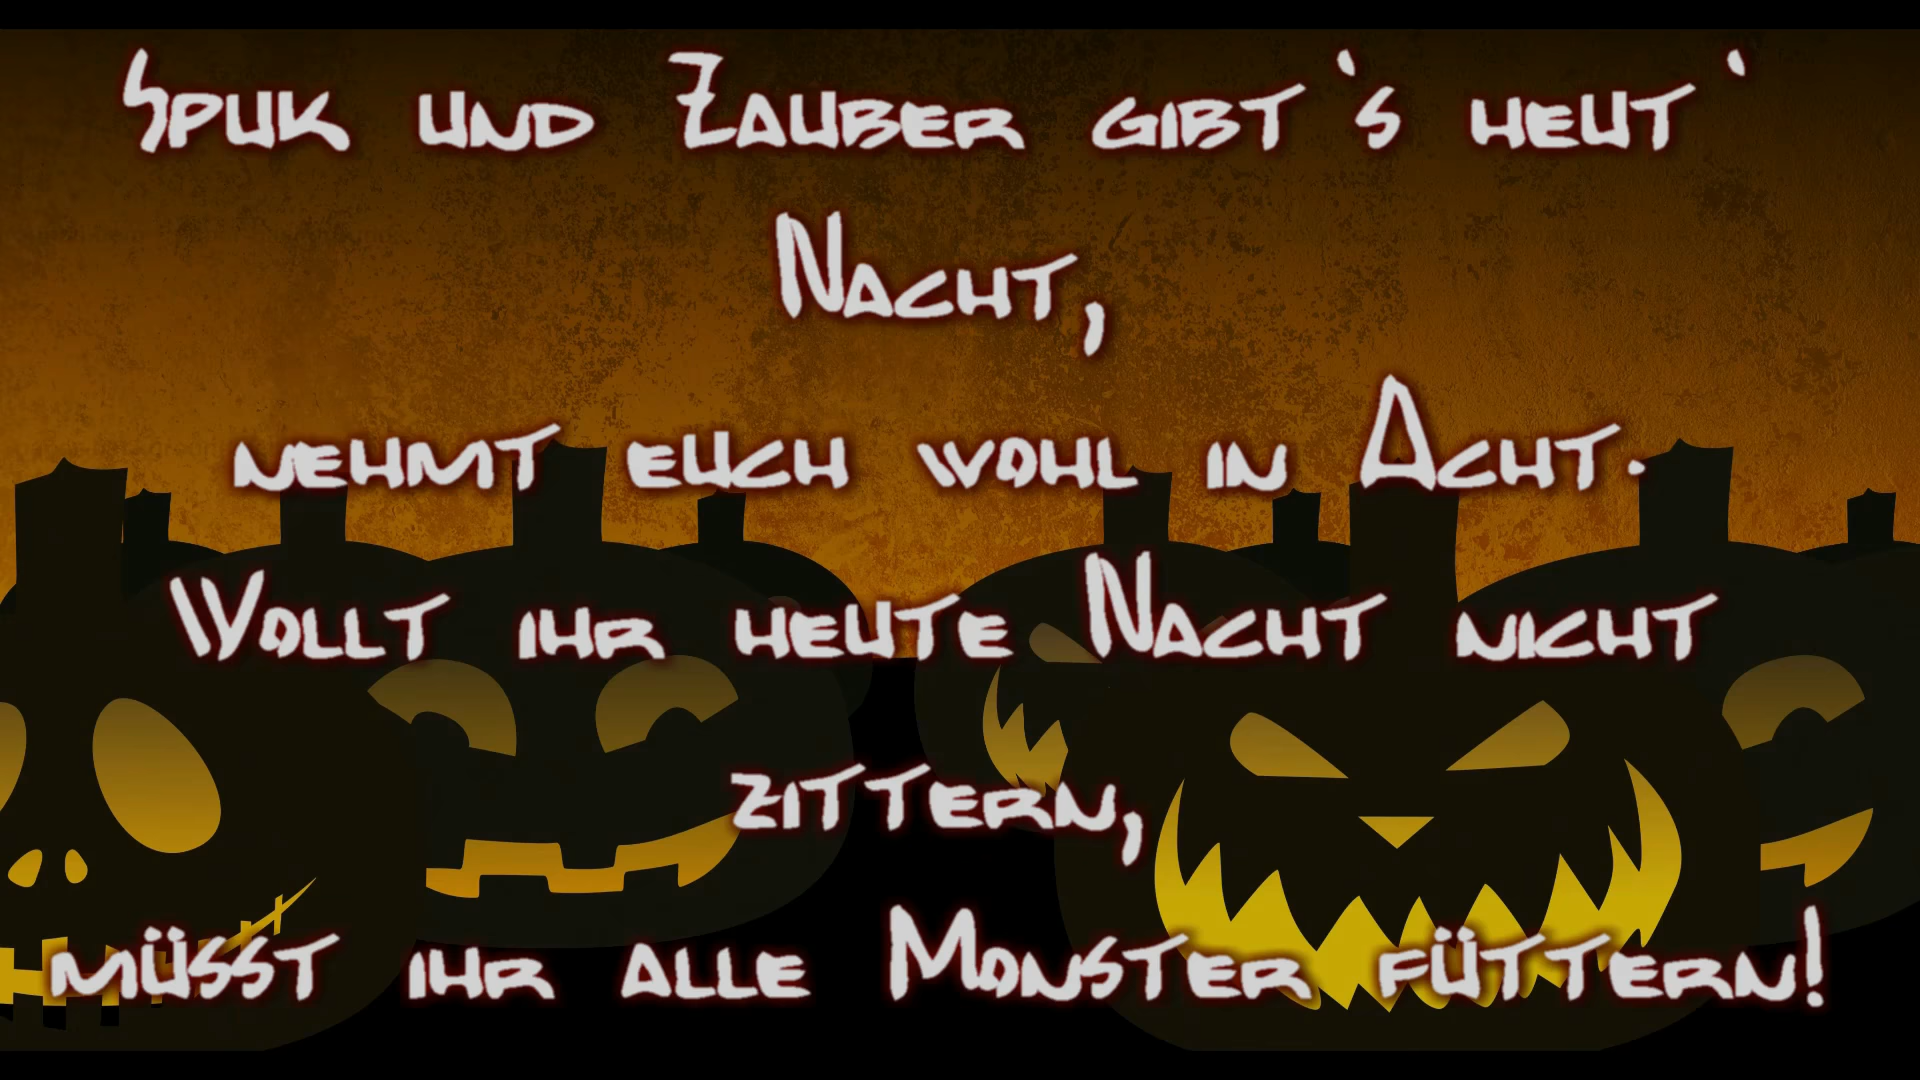 Spuk und Zauber gibt`s heut`
Nacht,
nehmt euch wohl in Acht.
Wollt ihr heute Nacht nicht
zittern,
müsst ihr alle Monster füttern!